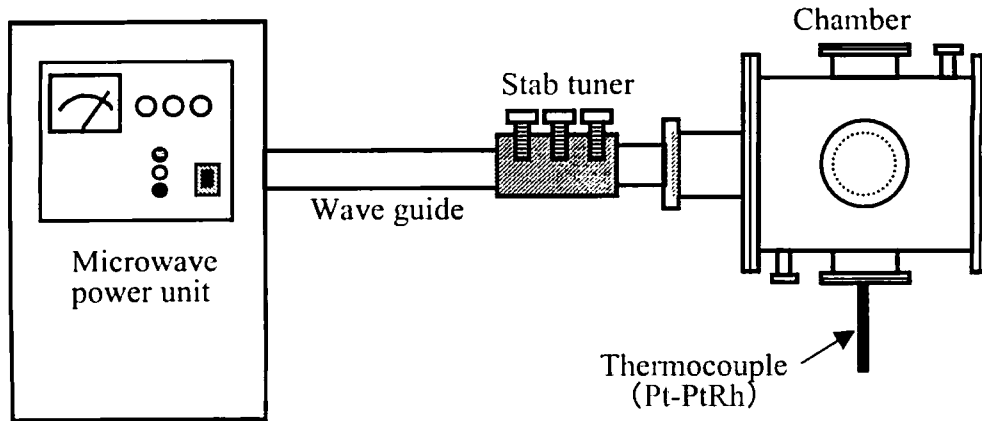 Chamber
Stab tuner
Wave guide
Microwave
power unit
Thermocouple
(Pt-PtRh)